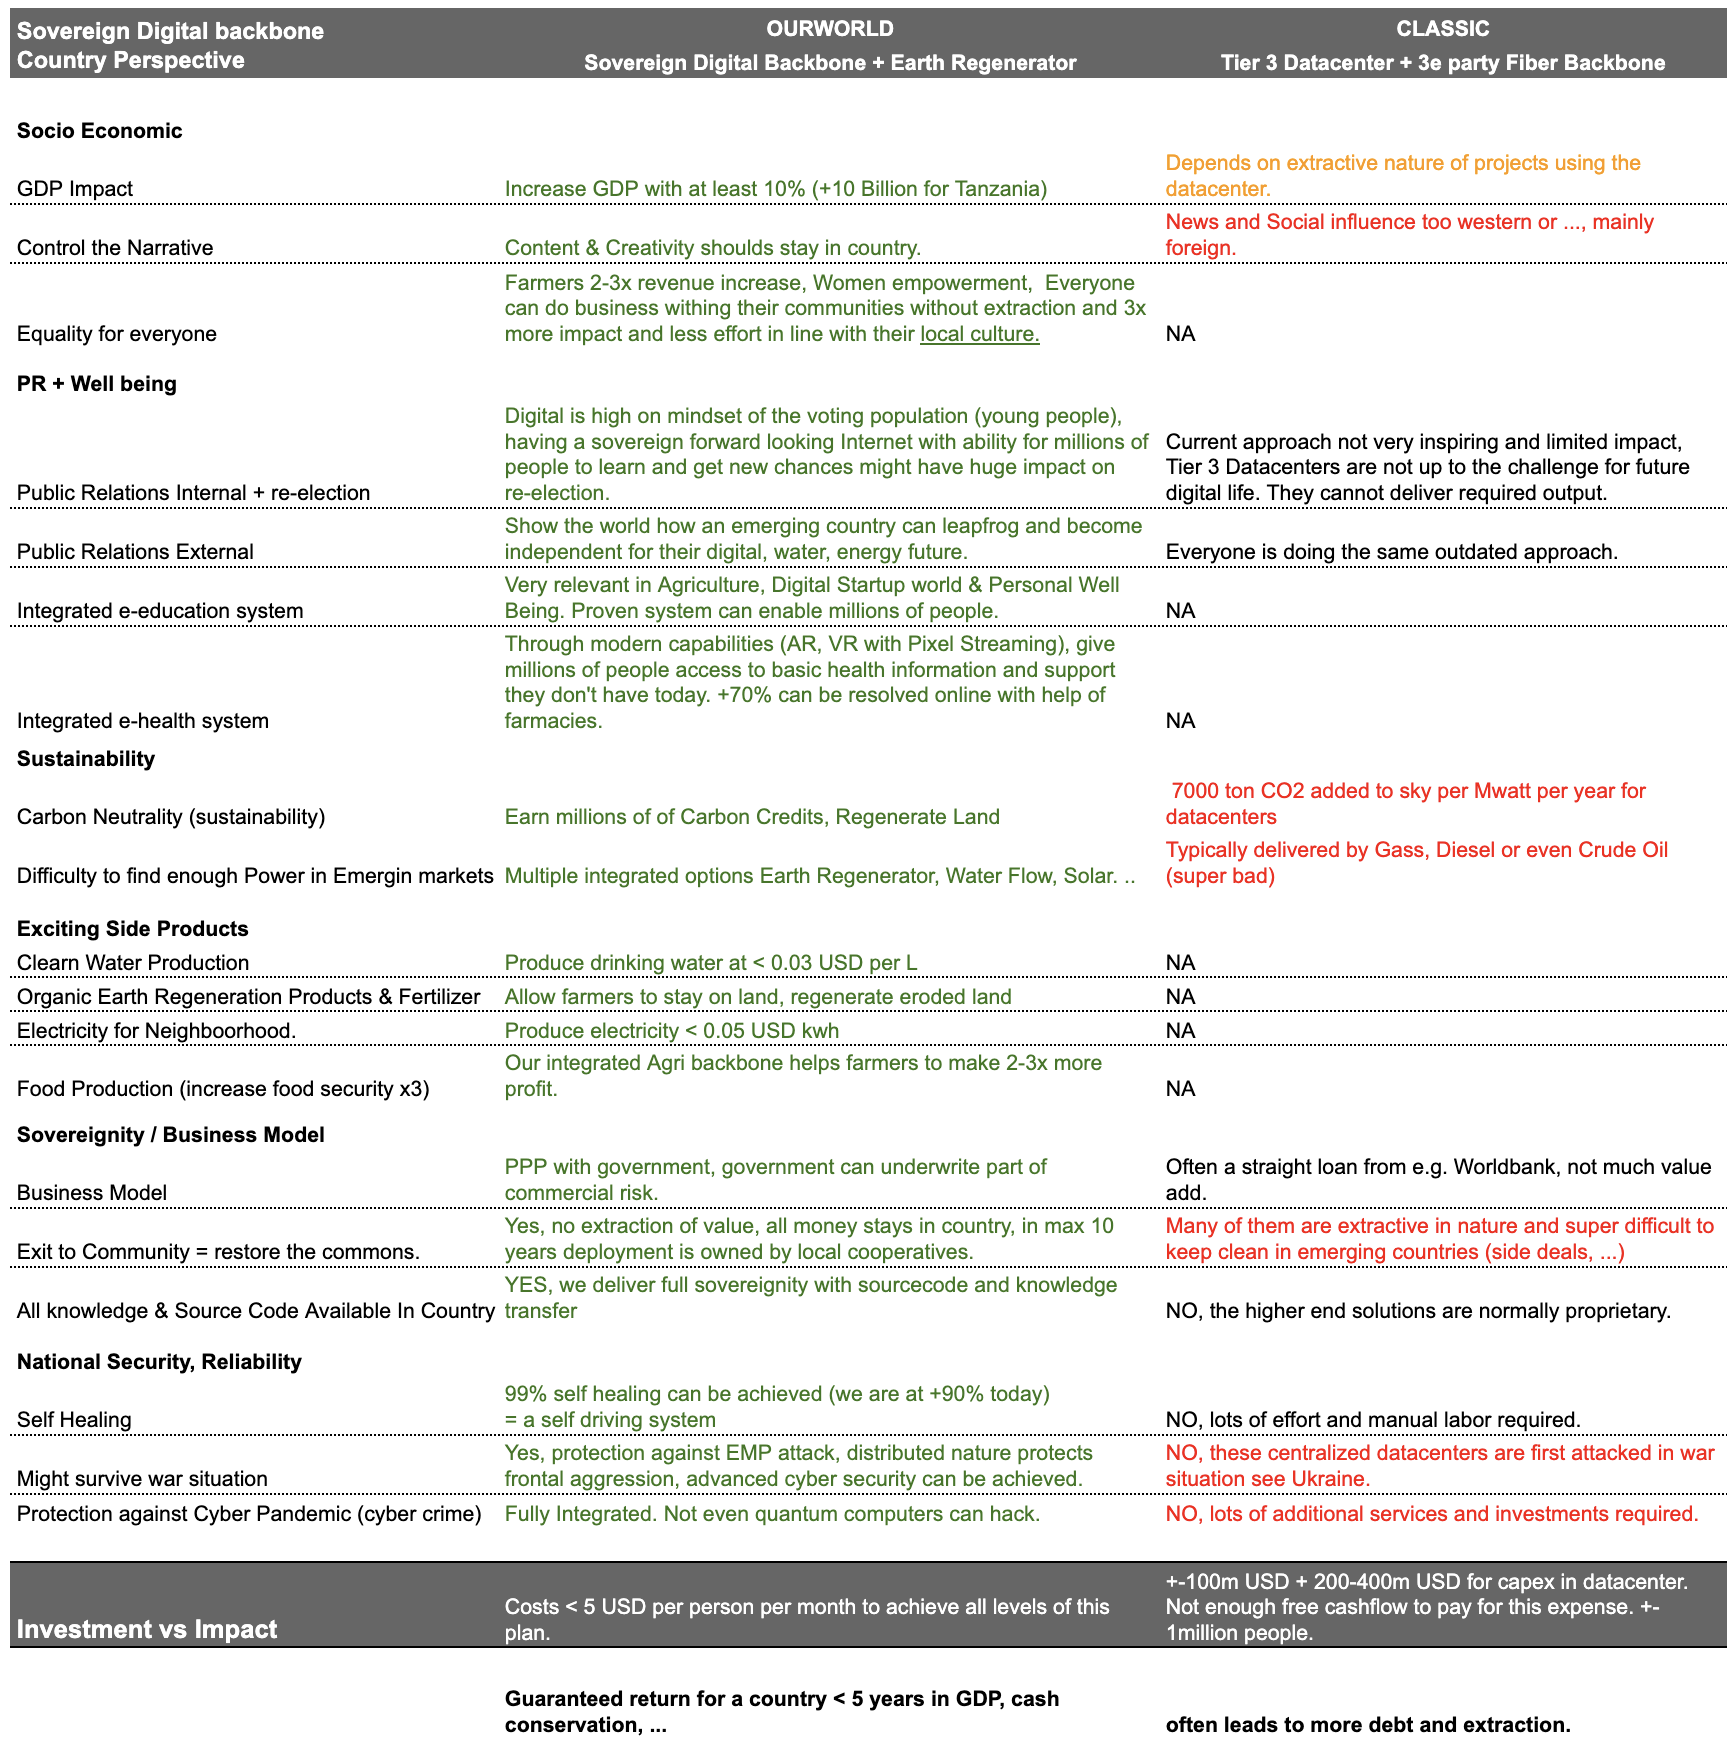 Sovereign Digital backbone
Country Perspective
OURWORLD
Sovereign Digital Backbone + Earth Regenerator
CLASSIC
Tier 3 Datacenter + 3e party Fiber Backbone
Socio Economic
GDP Impact
Increase GDP with at least 10% (+10 Billion for Tanzania)
Depends on extractive nature of projects using the
datacenter.
Control the Narrative
Content & Creativity shoulds stay in country.
News and Social influence too western or ..., mainly
foreign.
Equality for everyone
Farmers 2-3x revenue increase, Women empowerment,  Everyone
can do business withing their communities without extraction and 3x
more impact and less effort in line with their local culture.
NA
PR + Well being
Public Relations Internal + re-election
Digital is high on mindset of the voting population (young people),
having a sovereign forward looking Internet with ability for millions of
people to learn and get new chances might have huge impact on
re-election.
Current approach not very inspiring and limited impact,
Tier 3 Datacenters are not up to the challenge for future
digital life. They cannot deliver required output.
Public Relations External
Show the world how an emerging country can leapfrog and become
independent for their digital, water, energy future.
Everyone is doing the same outdated approach.
Integrated e-education system
Very relevant in Agriculture, Digital Startup world & Personal Well
Being. Proven system can enable millions of people.
NA
Integrated e-health system
Through modern capabilities (AR, VR with Pixel Streaming), give
millions of people access to basic health information and support
they don't have today. +70% can be resolved online with help of
farmacies.
NA
Sustainability
Carbon Neutrality (sustainability)
Earn millions of of Carbon Credits, Regenerate Land
7000 ton CO2 added to sky per Mwatt per year for
datacenters
Difficulty to find enough Power in Emergin markets
Multiple integrated options Earth Regenerator, Water Flow, Solar. ..
Typically delivered by Gass, Diesel or even Crude Oil
(super bad)
Exciting Side Products
Clearn Water Production
Produce drinking water at < 0.03 USD per L
NA
Organic Earth Regeneration Products & Fertilizer
Allow farmers to stay on land, regenerate eroded land
NA
Electricity for Neighboorhood.
Produce electricity < 0.05 USD kwh
NA
Food Production (increase food security x3)
Our integrated Agri backbone helps farmers to make 2-3x more
profit.
NA
Sovereignity / Business Model
Business Model
PPP with government, government can underwrite part of
commercial risk.
Often a straight loan from e.g. Worldbank, not much value
add.
Exit to Community = restore the commons.
Yes, no extraction of value, all money stays in country, in max 10
years deployment is owned by local cooperatives.
Many of them are extractive in nature and super difficult to
keep clean in emerging countries (side deals, ...)
All knowledge & Source Code Available In Country
YES, we deliver full sovereignity with sourcecode and knowledge
transfer
NO, the higher end solutions are normally proprietary.
National Security, Reliability
Self Healing
99% self healing can be achieved (we are at +90% today)
= a self driving system
NO, lots of effort and manual labor required.
Might survive war situation
Yes, protection against EMP attack, distributed nature protects
frontal aggression, advanced cyber security can be achieved.
NO, these centralized datacenters are first attacked in war
situation see Ukraine.
Protection against Cyber Pandemic (cyber crime)
Fully Integrated. Not even quantum computers can hack.
NO, lots of additional services and investments required.
Investment vs Impact
Costs < 5 USD per person per month to achieve all levels of this
plan.
+-100m USD + 200-400m USD for capex in datacenter.
Not enough free cashflow to pay for this expense. +-
1million people.
Guaranteed return for a country < 5 years in GDP, cash
conservation, ...
often leads to more debt and extraction.